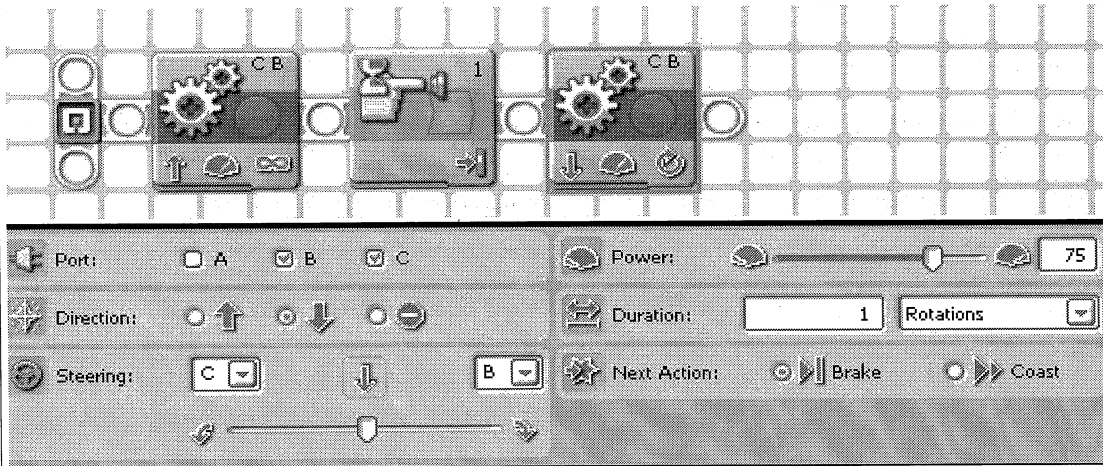 C B
1
C B
Port: A B C
Power: 75
Direction:
Duration: 1 Rotations
Steering: C B
Next Action: Brake Coast